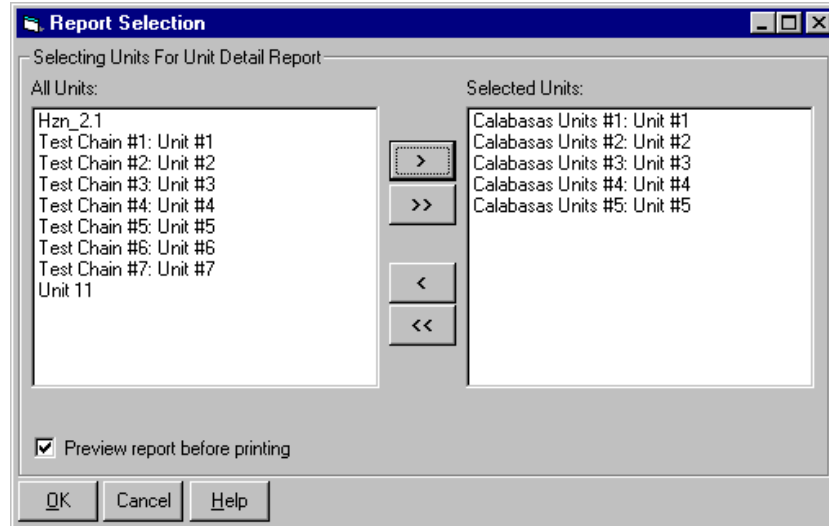 Report Selection
Selecting Units For Unit Detail Report
All Units:
Hzn_2.1
Test Chain #1: Unit #1
Test Chain #2: Unit #2
Test Chain #3: Unit #3
Test Chain #4: Unit #4
Test Chain #5: Unit #5
Test Chain #6: Unit #6
Test Chain #7: Unit #7
Unit 11
>
>>
<
<<
Selected Units:
Calabasas Units #1: Unit #1
Calabasas Units #2: Unit #2
Calabasas Units #3: Unit #3
Calabasas Units #4: Unit #4
Calabasas Units #5: Unit #5
Preview report before printing
OK Cancel Help